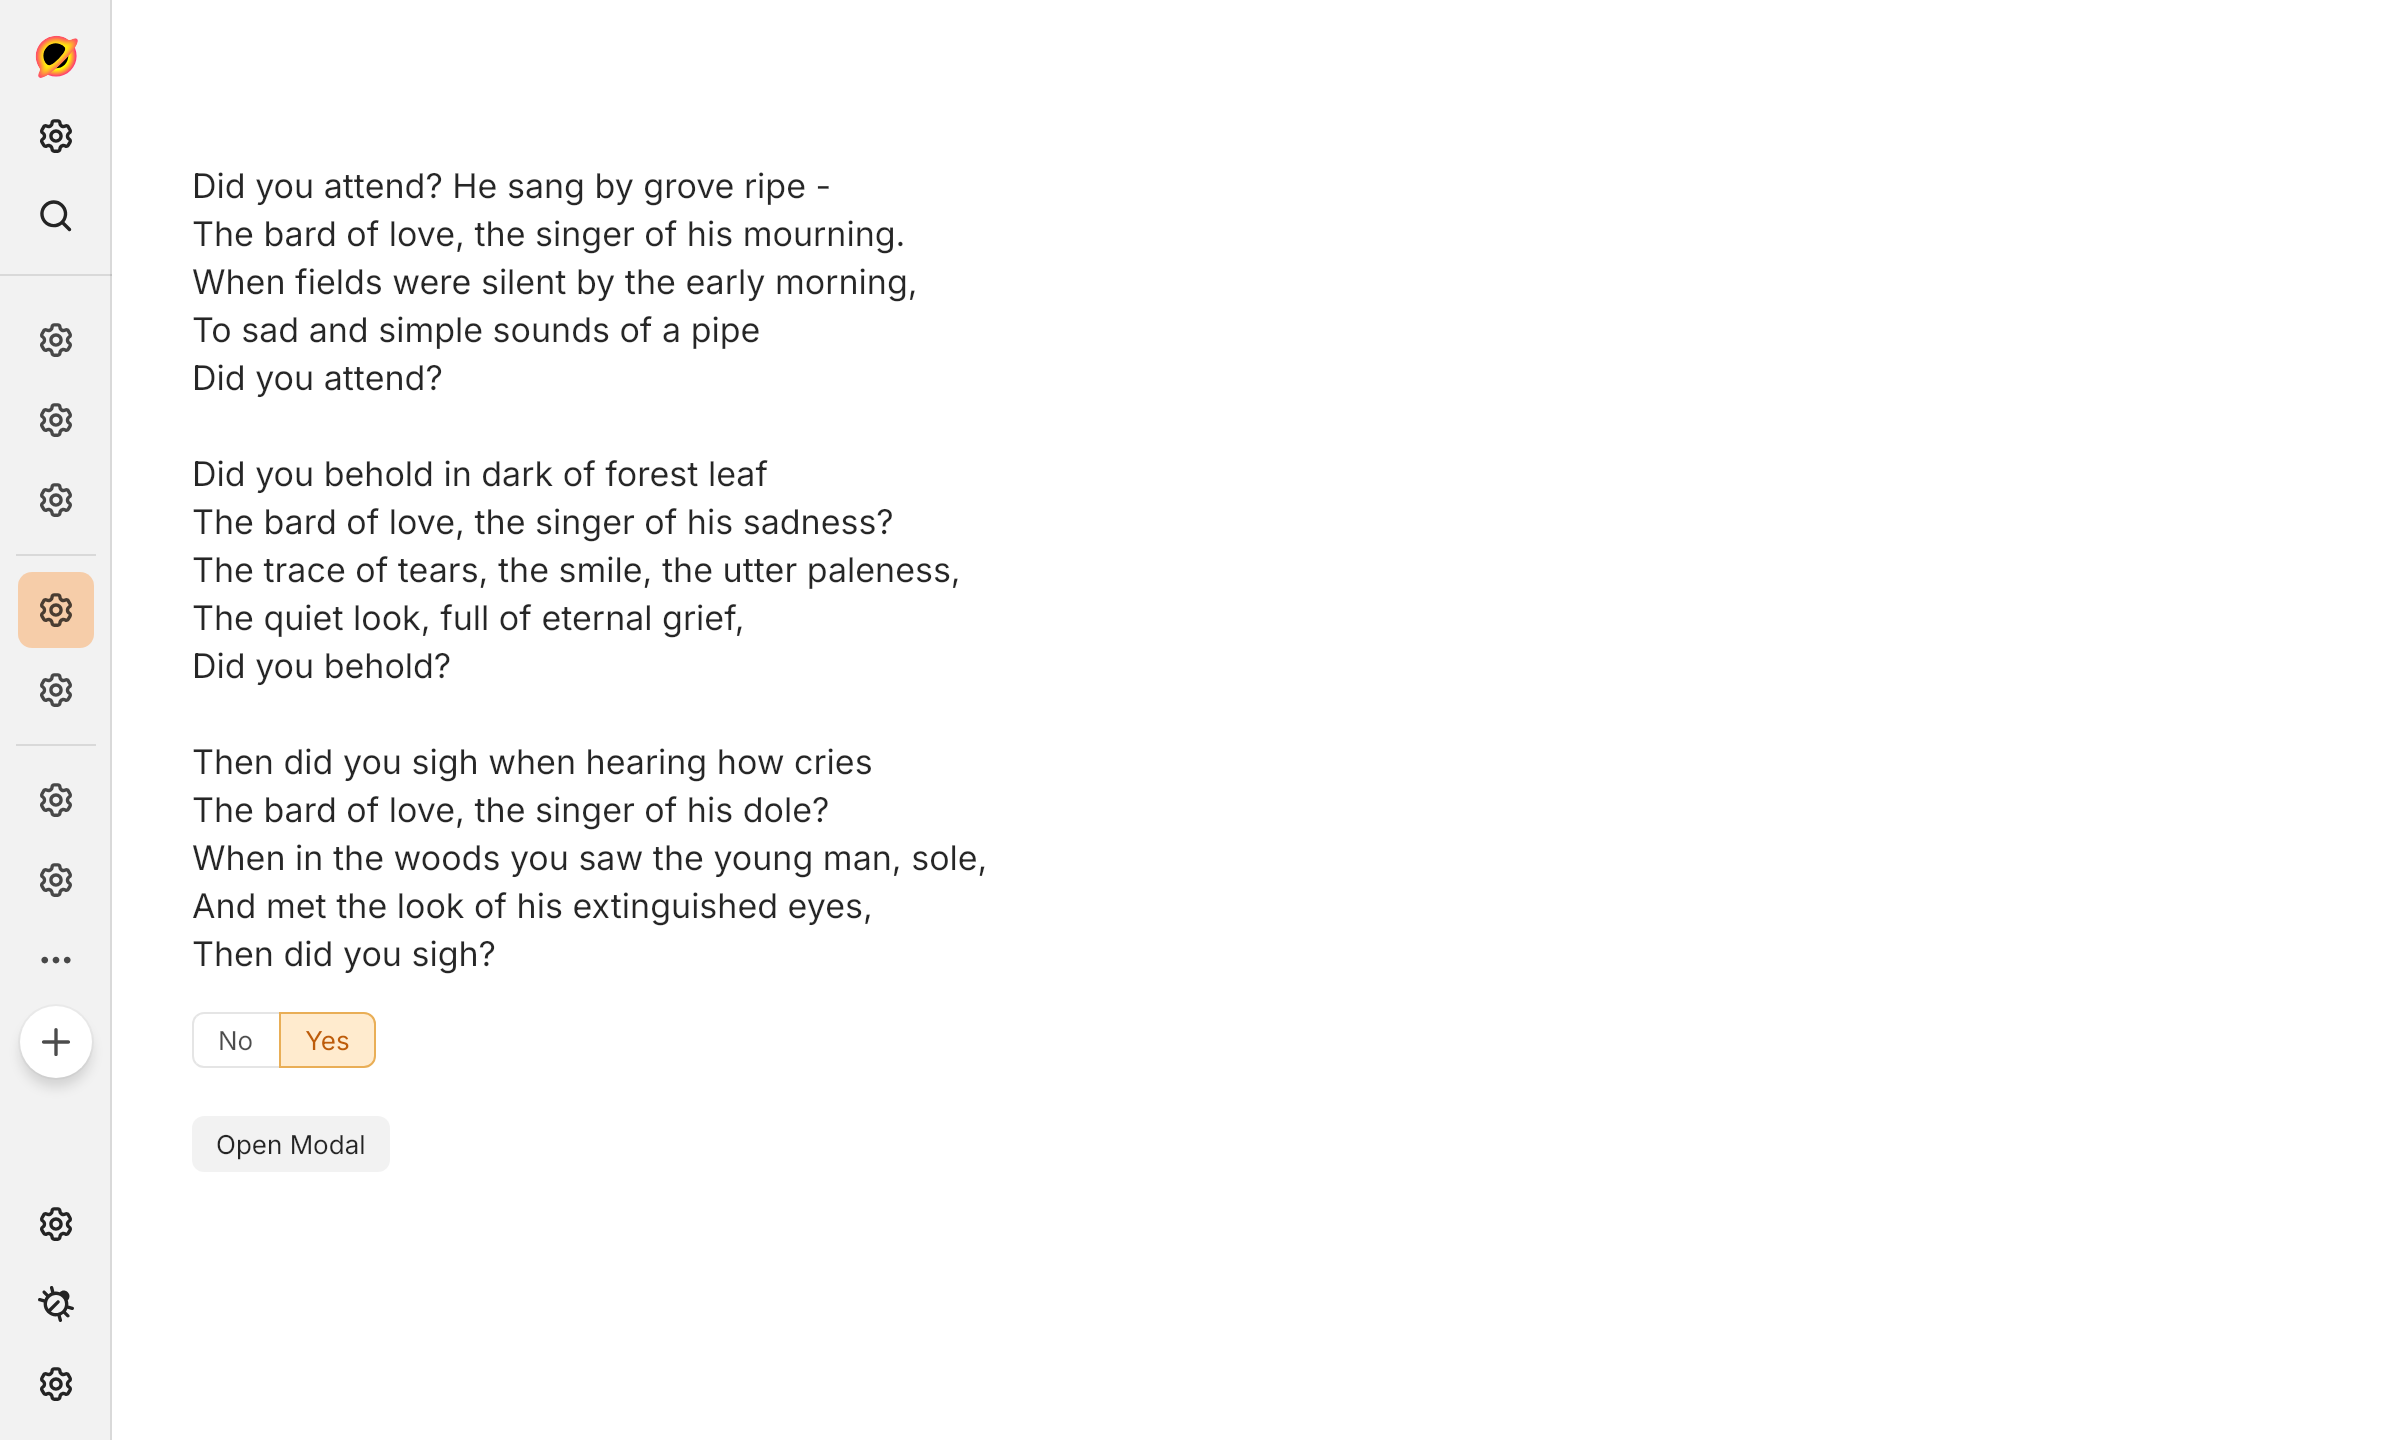 Did you attend? He sang by grove ripe -
The bard of love, the singer of his mourning.
When fields were silent by the early morning,
To sad and simple sounds of a pipe
Did you attend?
Did you behold in dark of forest leaf
The bard of love, the singer of his sadness?
The trace of tears, the smile, the utter paleness,
The quiet look, full of eternal grief,
Did you behold?
Then did you sigh when hearing how cries
The bard of love, the singer of his dole?
When in the woods you saw the young man, sole,
And met the look of his extinguished eyes,
Then did you sigh?
No Yes
Open Modal